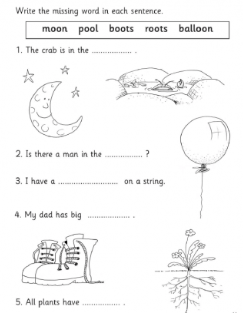 Write the missing word in each sentence.
moon pool boots roots balloon
1. The crab is in the .................. .
2. Is there a man in the .................. ?
3. I have a ........................... on a string.
4. My dad has big .................... .
5. All plants have .................. .